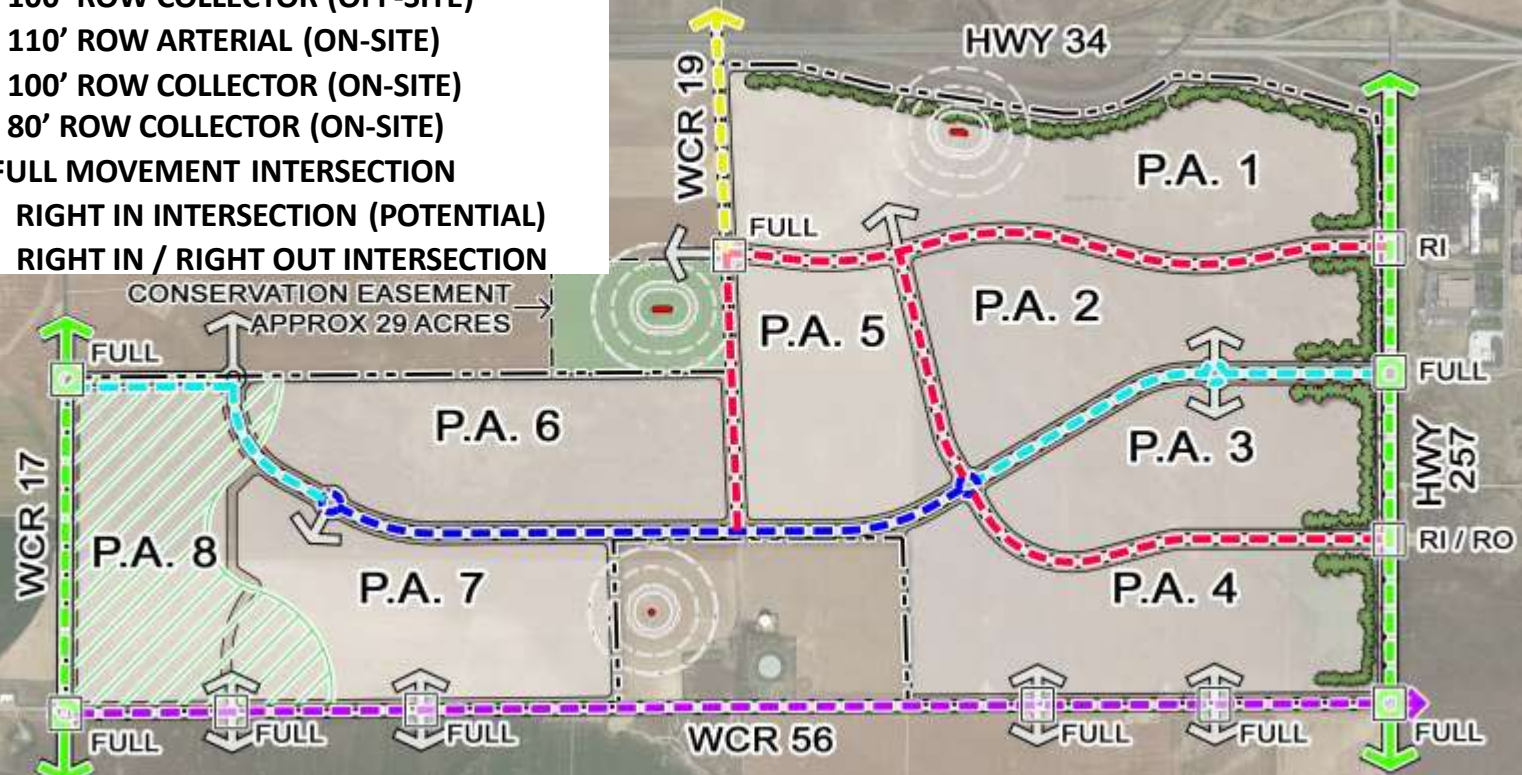 100' ROW COLLECTOR (OFF-SITE)
110’ ROW ARTERIAL (ON-SITE)
100’ ROW COLLECTOR (ON-SITE)
80’ ROW COLLECTOR (ON-SITE)
FULL MOVEMENT INTERSECTION
RIGHT IN INTERSECTION (POTENTIAL)
RIGHT IN / RIGHT OUT INTERSECTION
HWY 34
WCR 19
P.A. 1
FULL
RI
CONSERVATION EASEMENT
APPROX 29 ACRES
P.A. 2
P.A. 5
FULL
FULL
P.A. 6
P.A. 3
HWY
257
WCR 17
P.A. 8
RI / RO
P.A. 7
P.A. 4
FULL
FULL
FULL
WCR 56
FULL
FULL
FULL